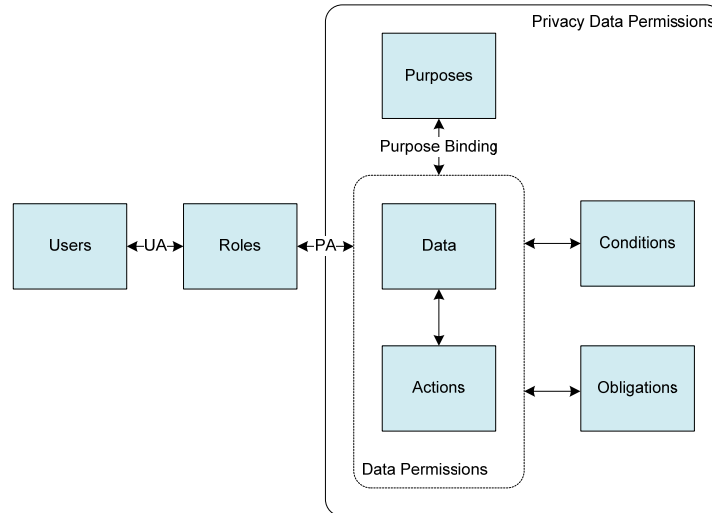 Privacy Data Permissions
Purposes
Purpose Binding
Users
UA
Roles
PA
Data
Conditions
Actions
Obligations
Data Permissions